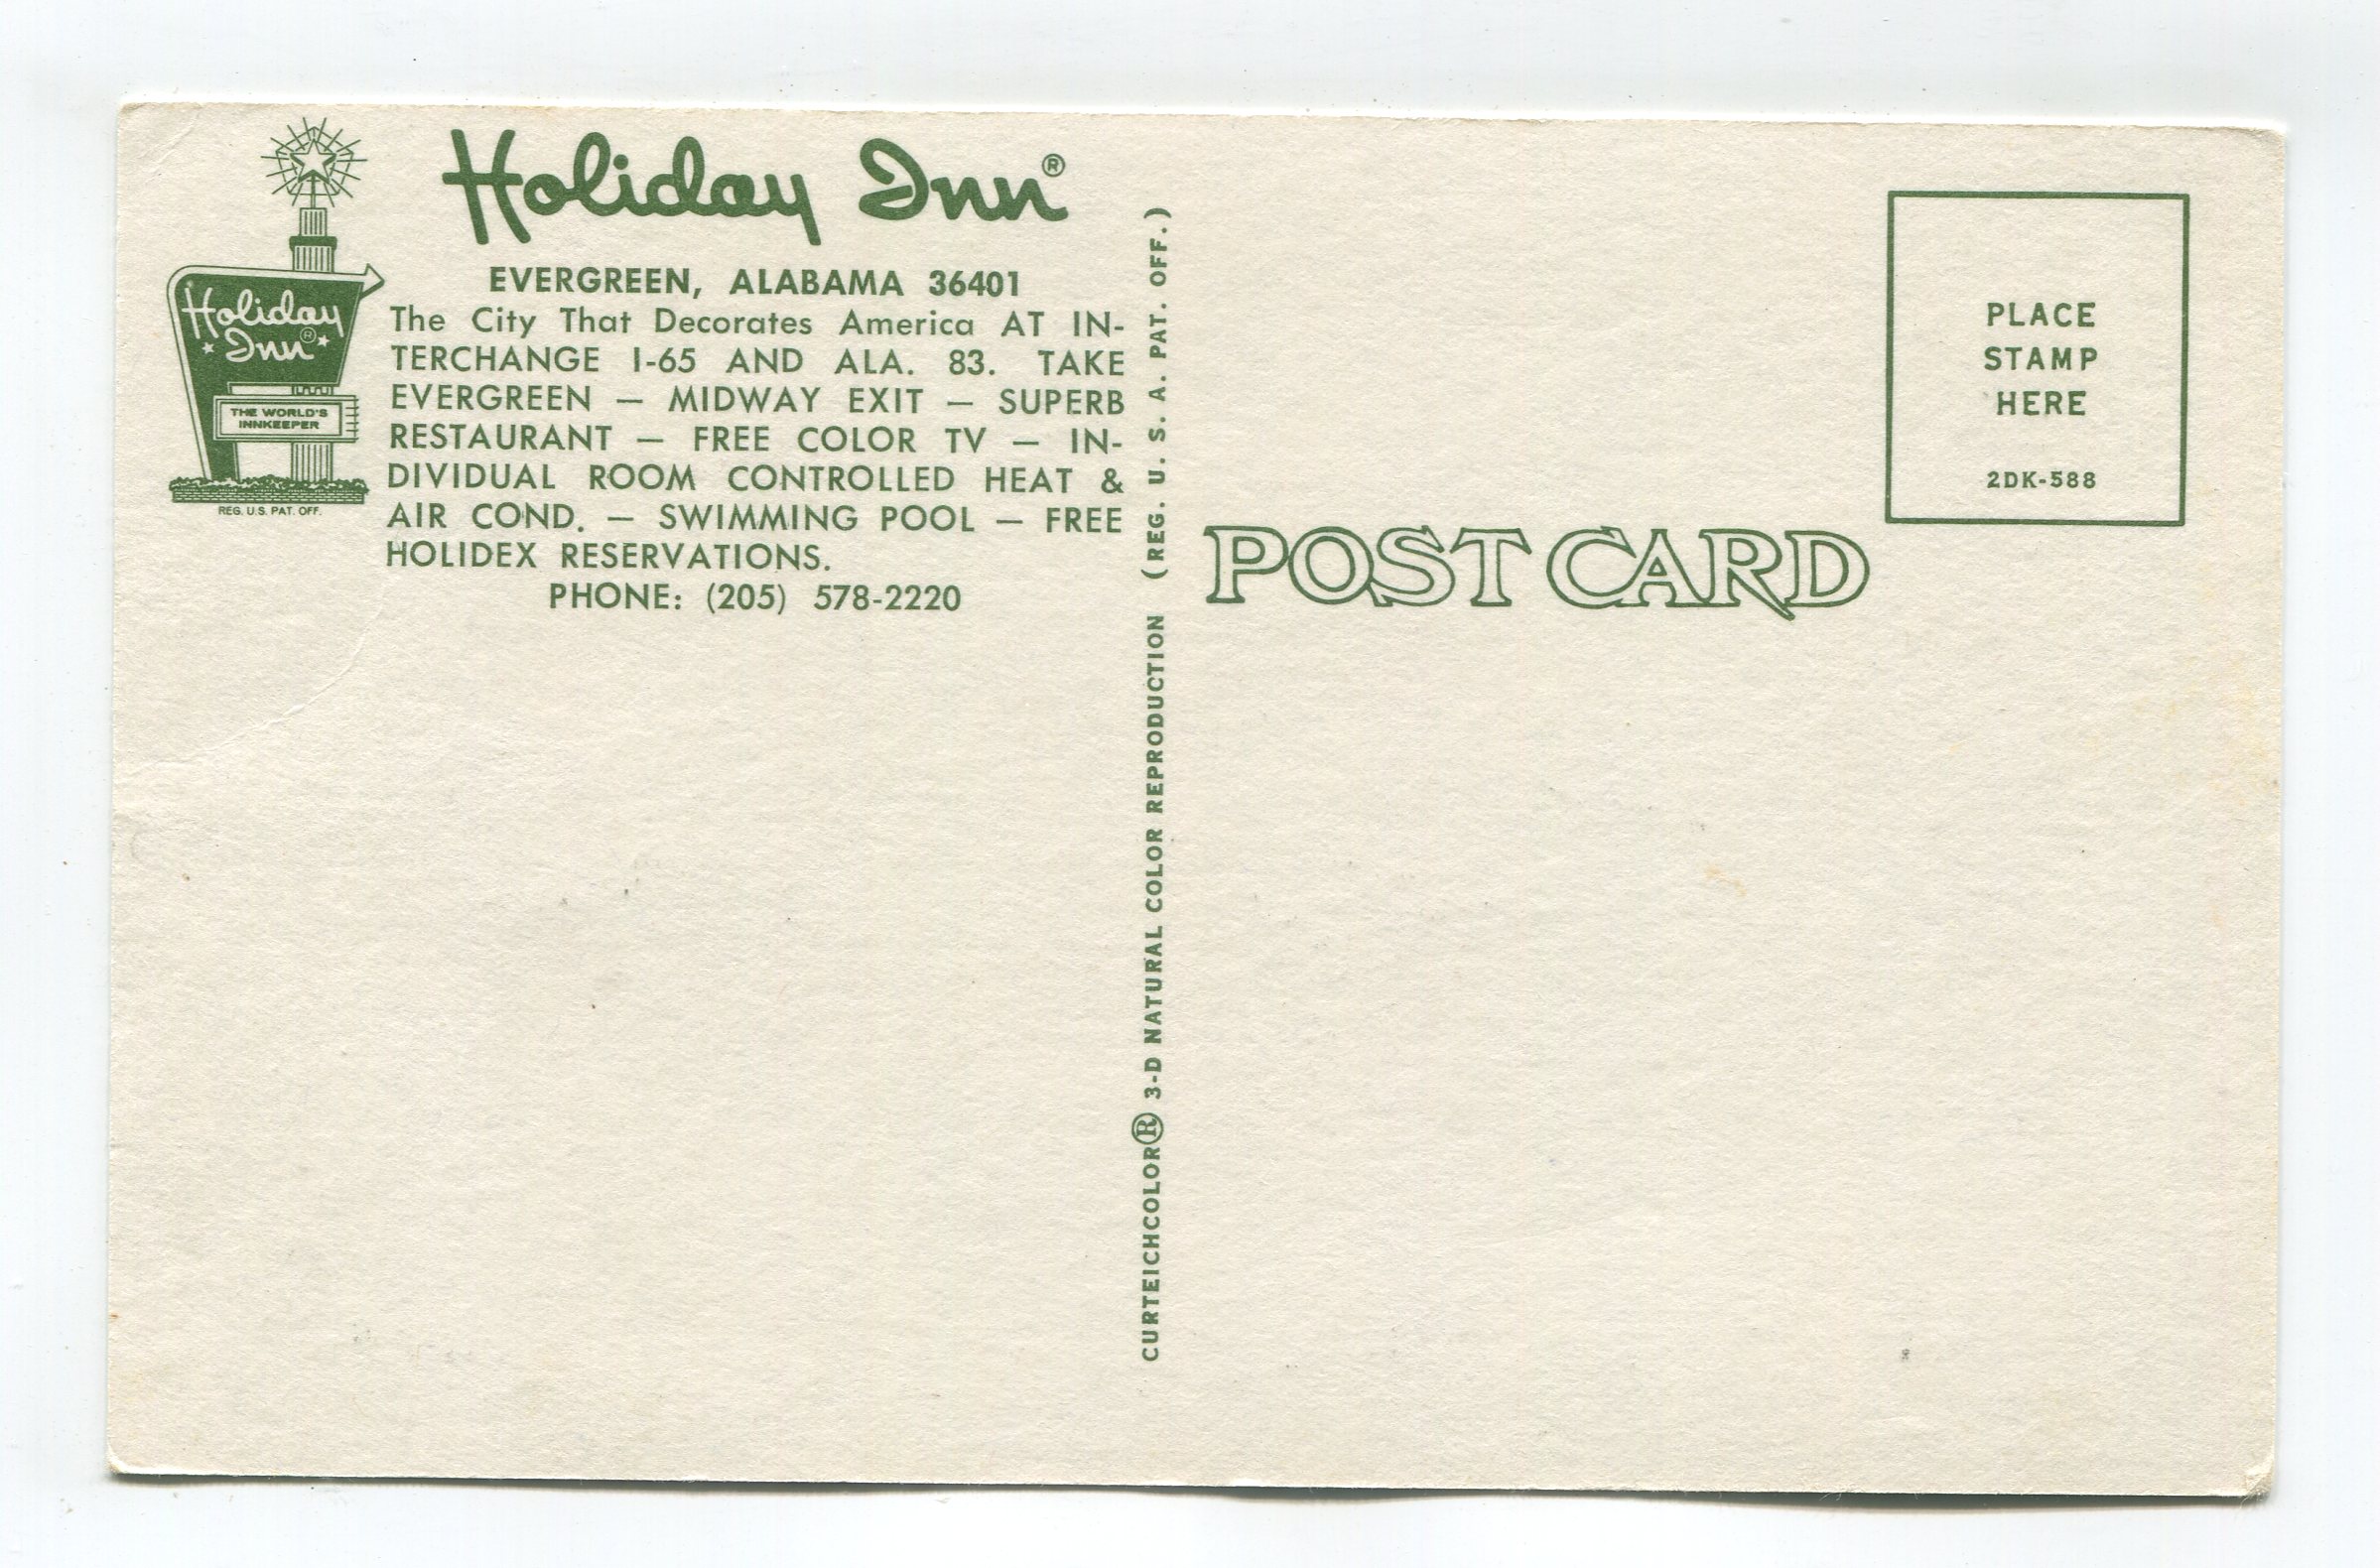 Holiday Inn®
EVERGREEN, ALABAMA 36401
The City That Decorates America AT IN-
TERCHANGE I-65 AND ALA. 83. TAKE
EVERGREEN — MIDWAY EXIT — SUPERB
RESTAURANT — FREE COLOR TV — IN-
DIVIDUAL ROOM CONTROLLED HEAT &
AIR COND. — SWIMMING POOL — FREE
HOLIDEX RESERVATIONS.
PHONE: (205) 578-2220
Holiday
Inn®
THE WORLD'S
INNKEEPER
REG. U.S. PAT. OFF.
CURTEICHCOLOR® 3-D NATURAL COLOR REPRODUCTION (REG. U. S. A. PAT. OFF.)
POST CARD
PLACE
STAMP
HERE
2DK-588